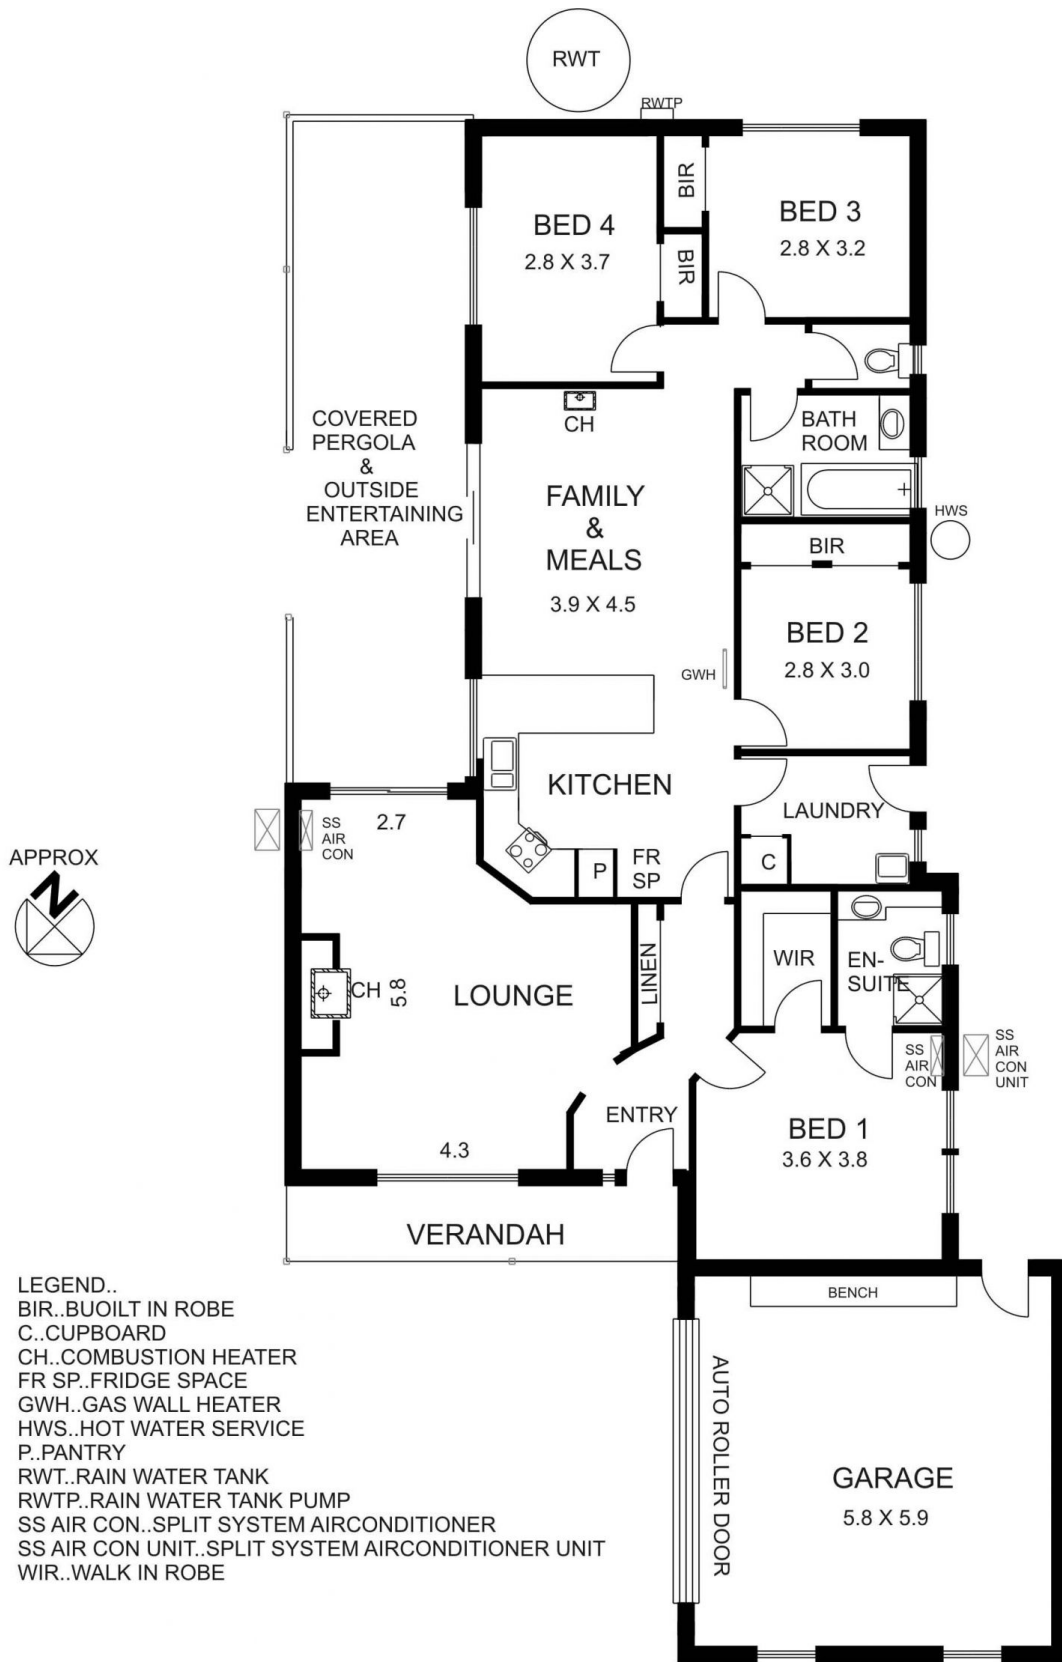 RWT
RWTP
BIR
BED 3
2.8 X 3.2
BED 4
2.8 X 3.7
BIR
COVERED
PERGOLA
&
OUTSIDE
ENTERTAINING
AREA
CH
BATH
ROOM
FAMILY
&
MEALS
3.9 X 4.5
HWS
BIR
BED 2
2.8 X 3.0
GWH
KITCHEN
LAUNDRY
2.7
SS
AIR
CON
APPROX
N
P
FR
SP
C
LINEN
WIR
EN-
SUITE
CH
5.8
LOUNGE
SS
AIR
CON
SS
AIR
CON
UNIT
ENTRY
BED 1
3.6 X 3.8
4.3
VERANDAH
BENCH
AUTO ROLLER DOOR
GARAGE
5.8 X 5.9
LEGEND..
BIR..BUOILT IN ROBE
C..CUPBOARD
CH..COMBUSTION HEATER
FR SP..FRIDGE SPACE
GWH..GAS WALL HEATER
HWS..HOT WATER SERVICE
P..PANTRY
RWT..RAIN WATER TANK
RWTP..RAIN WATER TANK PUMP
SS AIR CON..SPLIT SYSTEM AIRCONDITIONER
SS AIR CON UNIT..SPLIT SYSTEM AIRCONDITIONER UNIT
WIR..WALK IN ROBE